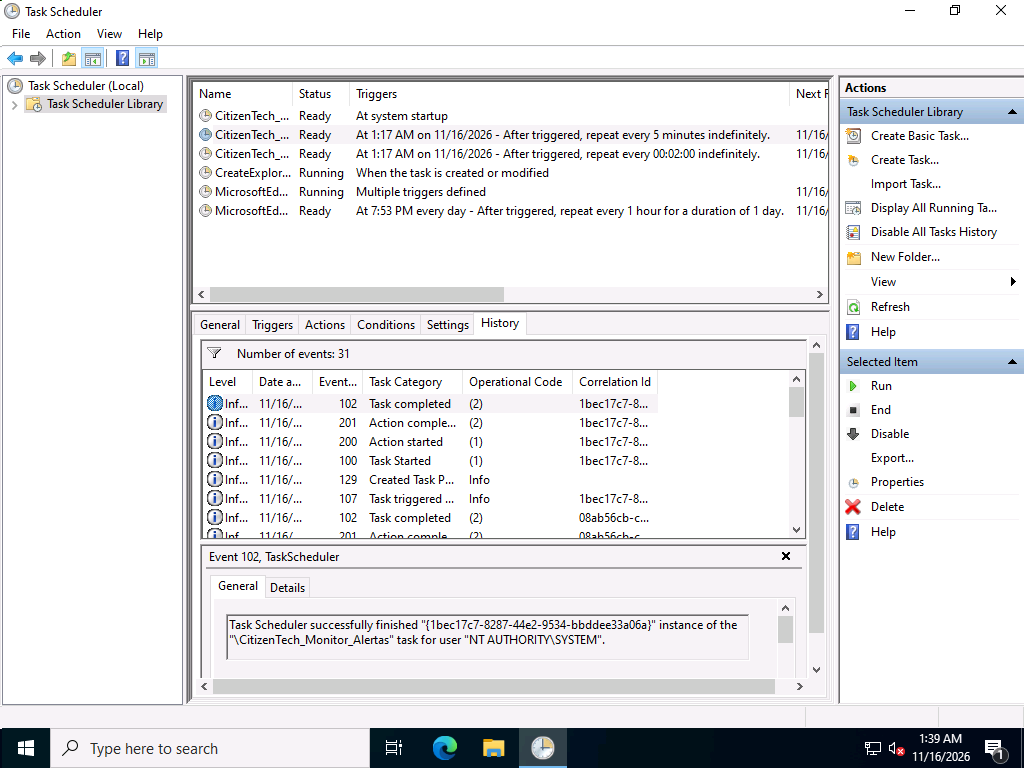 Task Scheduler
File Action View Help
Task Scheduler (Local)
Task Scheduler Library
Name Status Triggers Next F
CitizenTech_... Ready At system startup
CitizenTech_... Ready At 1:17 AM on 11/16/2026 - After triggered, repeat every 5 minutes indefinitely. 11/16/
CitizenTech_... Ready At 1:17 AM on 11/16/2026 - After triggered, repeat every 00:02:00 indefinitely. 11/16/
CreateExplor... Running When the task is created or modified
MicrosoftEd... Running Multiple triggers defined 11/16/
MicrosoftEd... Ready At 7:53 PM every day - After triggered, repeat every 1 hour for a duration of 1 day. 11/16/
General Triggers Actions Conditions Settings History
Number of events: 31
Level Date a... Event... Task Category Operational Code Correlation Id
Inf... 11/16/... 102 Task completed (2) 1bec17c7-8...
Inf... 11/16/... 201 Action comple... (2) 1bec17c7-8...
Inf... 11/16/... 200 Action started (1) 1bec17c7-8...
Inf... 11/16/... 100 Task Started (1) 1bec17c7-8...
Inf... 11/16/... 129 Created Task P... Info
Inf... 11/16/... 107 Task triggered ... Info 1bec17c7-8...
Inf... 11/16/... 102 Task completed (2) 08ab56cb-c...
Inf... 11/16/... 201 Action comple... (2) 08ab56cb-c...
Event 102, TaskScheduler
General Details
Task Scheduler successfully finished "{1bec17c7-8287-44e2-9534-bbddee33a06a}" instance of the
"\CitizenTech_Monitor_Alertas" task for user "NT AUTHORITY\SYSTEM".
Actions
Task Scheduler Library
Create Basic Task...
Create Task...
Import Task...
Display All Running Ta...
Disable All Tasks History
New Folder...
View
Refresh
Help
Selected Item
Run
End
Disable
Export...
Properties
Delete
Help
Type here to search
1:39 AM
11/16/2026
1